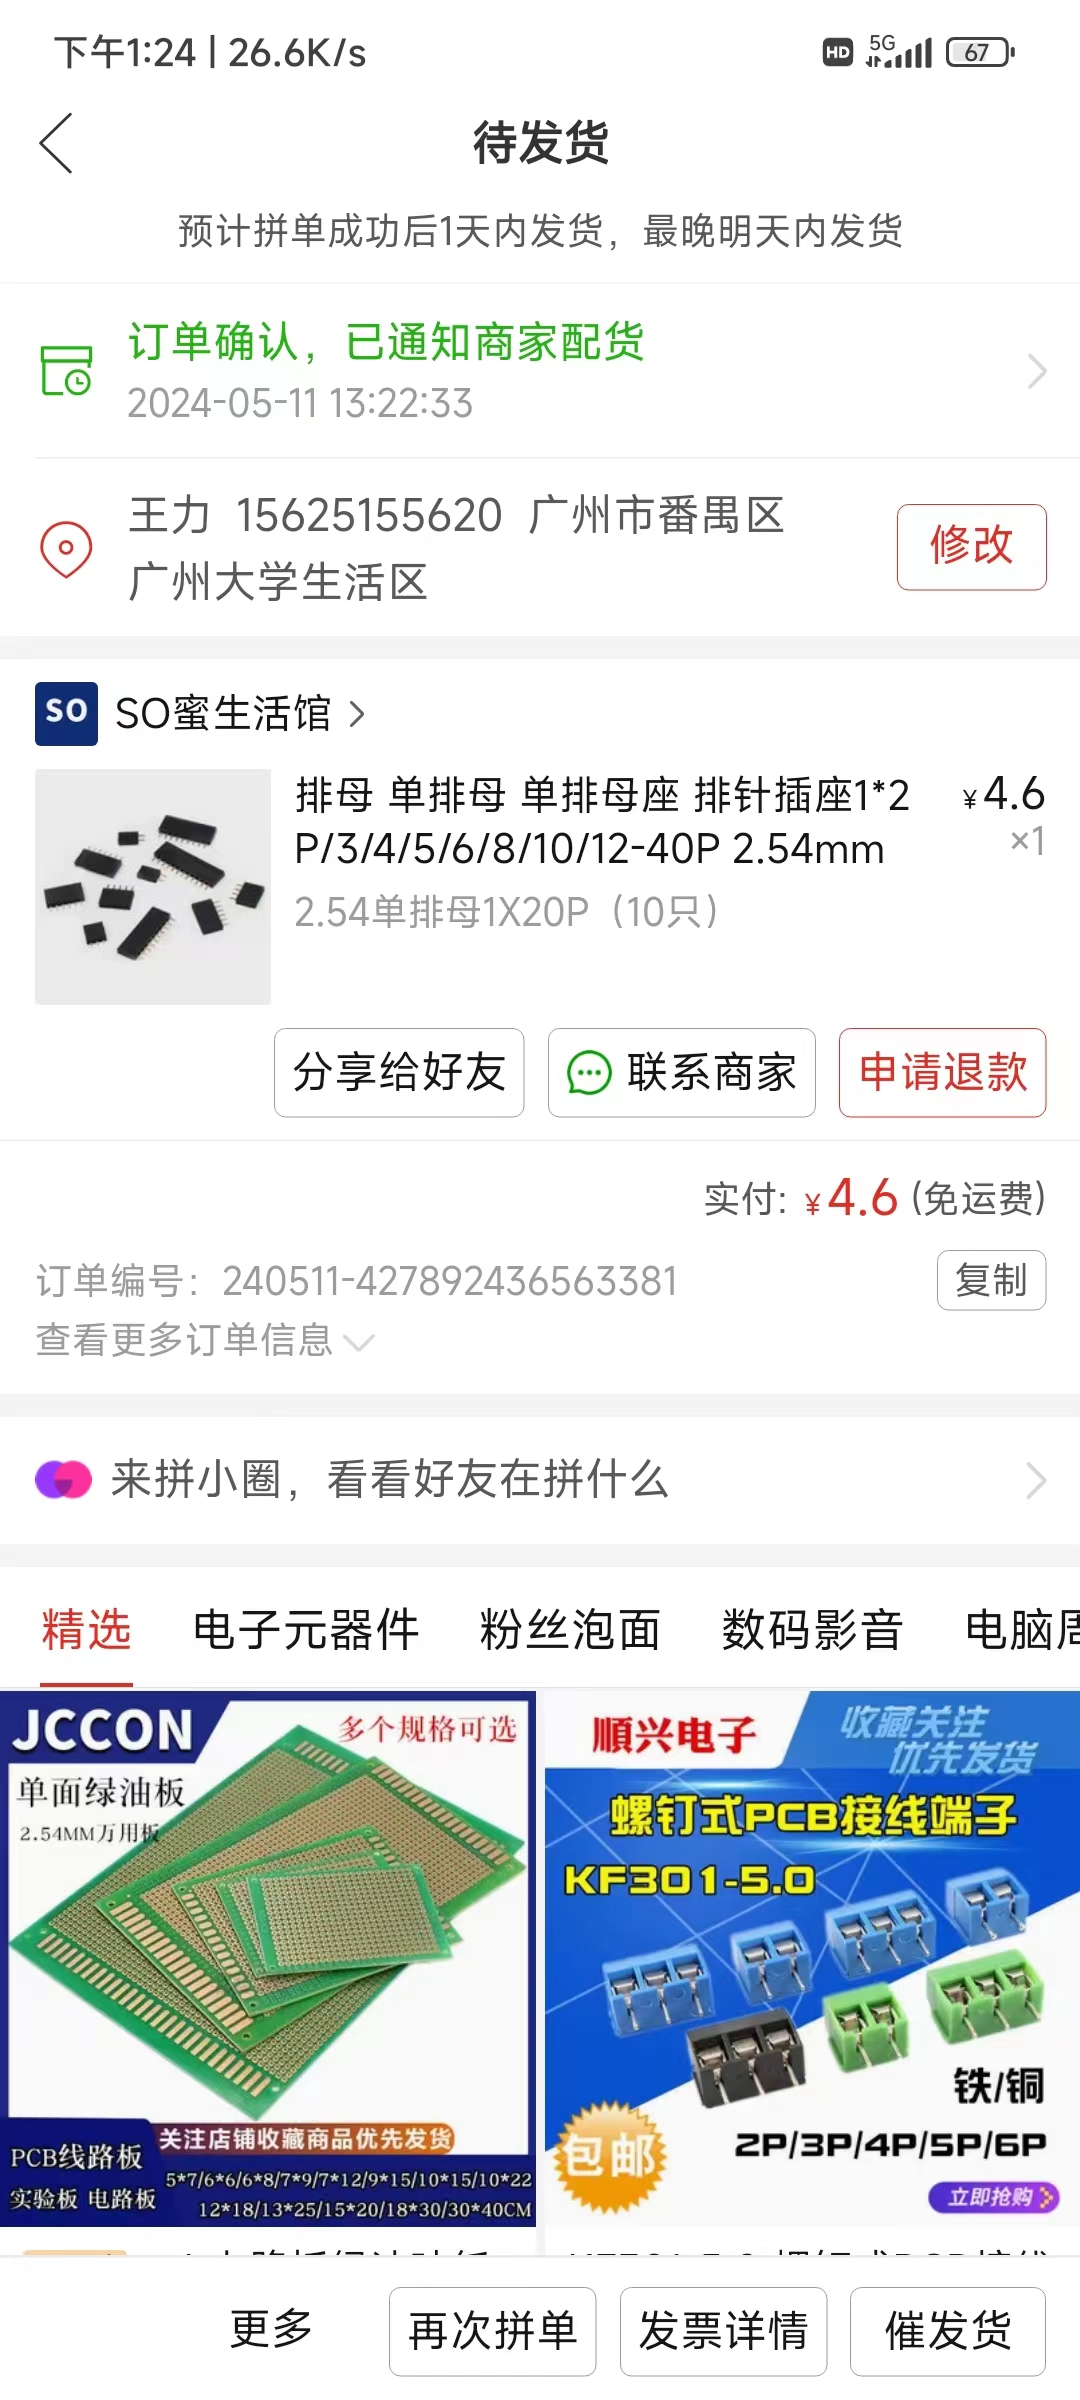 下午1:24 | 26.6K/s
HD 5G 67
待发货
预计拼单成功后1天内发货，最晚明天内发货
订单确认，已通知商家配货
2024-05-11 13:22:33
王力 15625155620 广州市番禺区
广州大学生活区
修改
SO SO蜜生活馆
排母 单排母 单排母座 排针插座1*2
P/3/4/5/6/8/10/12-40P 2.54mm
¥4.6
×1
2.54单排母1X20P（10只）
分享给好友 联系商家 申请退款
实付: ¥4.6 (免运费)
订单编号：240511-427892436563381 复制
查看更多订单信息
来拼小圈，看看好友在拼什么
精选 电子元器件 粉丝泡面 数码影音 电脑周
JCCON
多个规格可选
单面绿油板
2.54MM万用板
关注店铺收藏商品优先发货
PCB线路板
实验板 电路板
5*7/6*6/6*8/7*9/7*12/9*15/10*15/10*22
12*18/13*25/15*20/18*30/30*40CM
順兴电子
收藏关注
优先发货
螺钉式PCB接线端子
KF301-5.0
铁/铜
包邮
2P/3P/4P/5P/6P
立即抢购
更多 再次拼单 发票详情 催发货